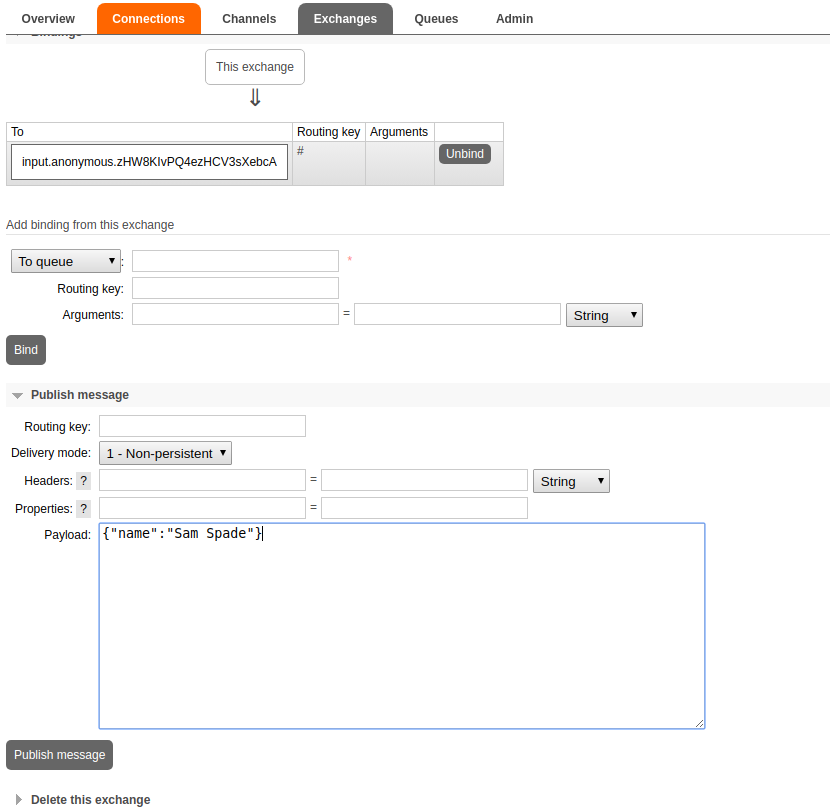 Overview Connections Channels Exchanges Queues Admin
Bindings
This exchange
⇓
To Routing key Arguments
input.anonymous.zHW8KIvPQ4ezHCV3sXebcA # Unbind
Add binding from this exchange
To queue : *
Routing key:
Arguments: = String
Bind
Publish message
Routing key:
Delivery mode: 1 - Non-persistent
Headers: ? = String
Properties: ? =
Payload: {"name":"Sam Spade"}
Publish message
Delete this exchange